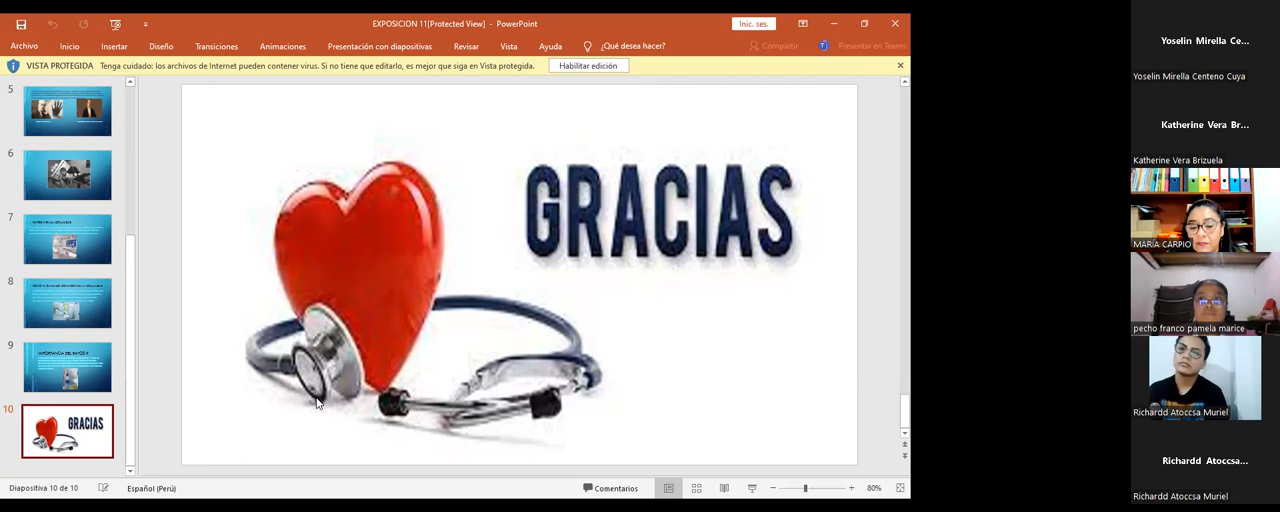 EXPOSICION 11[Protected View] - PowerPoint
Inic. ses.
Archivo Inicio Insertar Diseño Transiciones Animaciones Presentación con diapositivas Revisar Vista Ayuda ¿Qué desea hacer? Compartir Presentar en Teams
VISTA PROTEGIDA Tenga cuidado: los archivos de Internet pueden contener virus. Si no tiene que editarlo, es mejor que siga en Vista protegida. Habilitar edición
5
6
7
8
9
10
GRACIAS
GRACIAS
Diapositiva 10 de 10 Español (Perú) Comentarios 80%
Yoselin Mirella Ce...
Yoselin Mirella Centeno Cuya
Katherine Vera Br...
Katherine Vera Brizuela
MARÍA CARPIO
pecho franco pamela marice
Richardd Atoccsa Muriel
Richardd Atoccsa...
Richardd Atoccsa Muriel